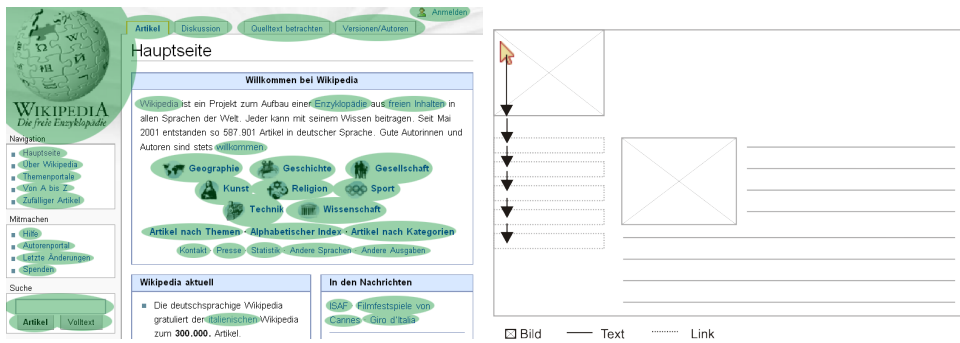 Anmelden
Artikel Diskussion Quelltext betrachten Versionen/Autoren
WIKIPEDIA
Die freie Enzyklopädie
Hauptseite
Navigation
Hauptseite
Über Wikipedia
Themenportale
Von A bis Z
Zufälliger Artikel
Mitmachen
Hilfe
Autorenportal
Letzte Änderungen
Spenden
Suche
Artikel Volltext
Willkommen bei Wikipedia
Wikipedia ist ein Projekt zum Aufbau einer Enzyklopädie aus freien Inhalten in
allen Sprachen der Welt. Jeder kann mit seinem Wissen beitragen. Seit Mai
2001 entstanden so 587.901 Artikel in deutscher Sprache. Gute Autorinnen und
Autoren sind stets willkommen
Geographie Geschichte Gesellschaft
Kunst Religion Sport
Technik Wissenschaft
Artikel nach Themen · Alphabetischer Index · Artikel nach Kategorien
Kontakt Presse Statistik Andere Sprachen Andere Ausgaben
Wikipedia aktuell
Die deutschsprachige Wikipedia
gratuliert der italienischen Wikipedia
zum 300.000. Artikel.
In den Nachrichten
ISAF Filmfestspiele von
Cannes Giro d'Italia
Bild Text Link